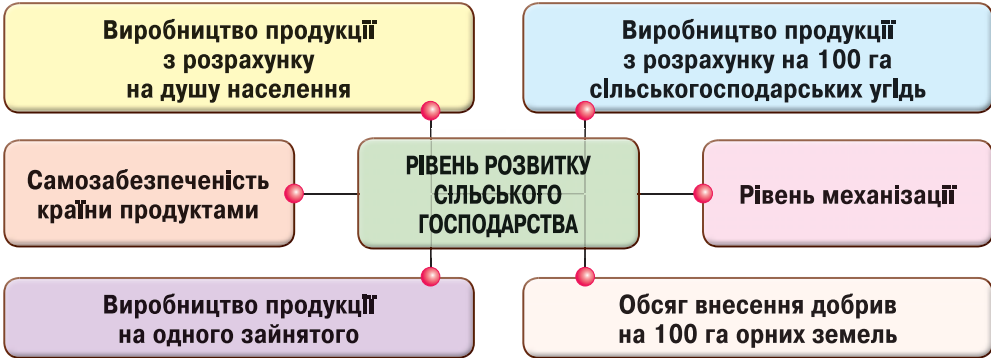 Виробництво продукції
з розрахунку
на душу населення
Виробництво продукції
з розрахунку на 100 га
сільськогосподарських угідь
Самозабезпеченість
країни продуктами
РІВЕНЬ РОЗВИТКУ
СІЛЬСЬКОГО
ГОСПОДАРСТВА
Рівень механізації
Виробництво продукції
на одного зайнятого
Обсяг внесення добрив
на 100 га орних земель